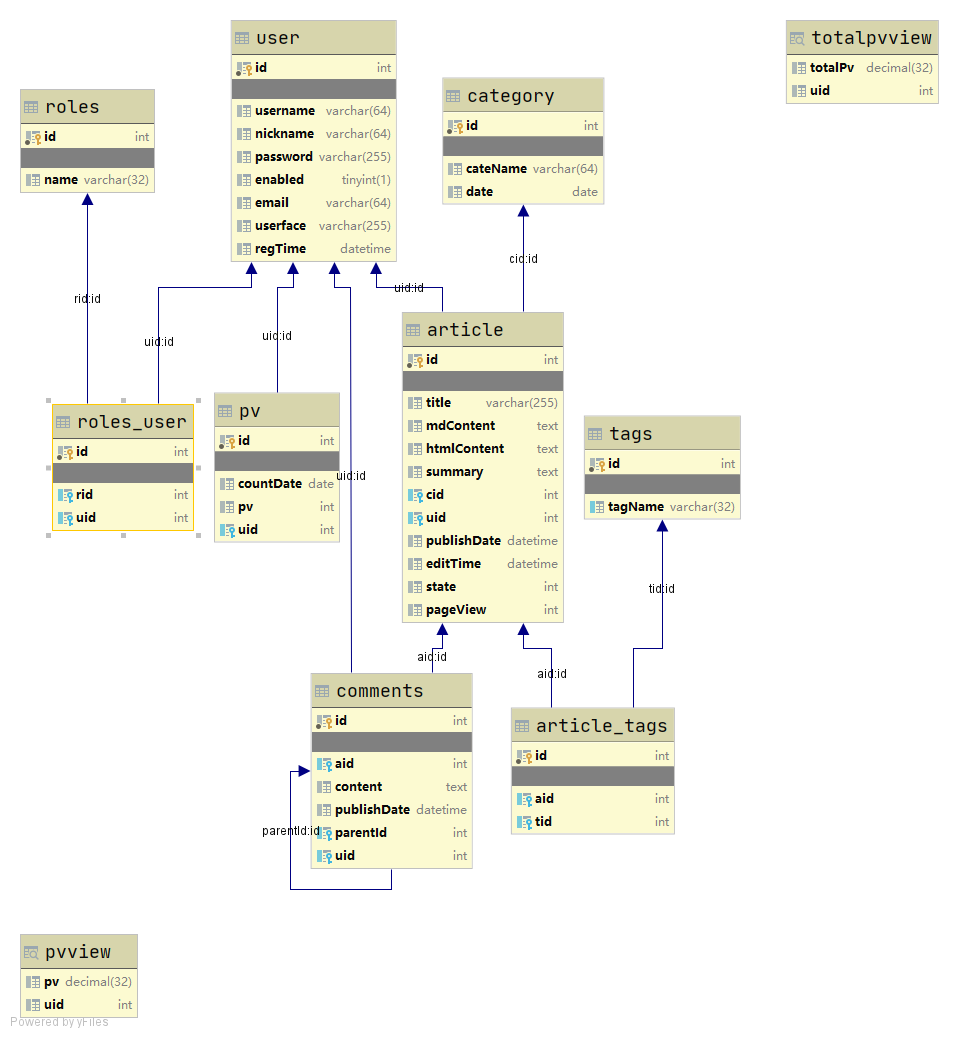 user
id int
username varchar(64)
nickname varchar(64)
password varchar(255)
enabled tinyint(1)
email varchar(64)
userface varchar(255)
regTime datetime
totalpvview
totalPv decimal(32)
uid int
category
id int
cateName varchar(64)
date date
roles
id int
name varchar(32)
rid:id
uid:id
uid:id
uid:id
uid:id
cid:id
article
id int
title varchar(255)
mdContent text
htmlContent text
summary text
cid int
uid int
publishDate datetime
editTime datetime
state int
pageView int
roles_user
id int
rid int
uid int
pv
id int
countDate date
pv int
uid int
tags
id int
tagName varchar(32)
tid:id
aid:id
aid:id
comments
id int
aid int
content text
publishDate datetime
parentId int
uid int
parentId:id
article_tags
id int
aid int
tid int
pvview
pv decimal(32)
uid int
Powered by yFiles